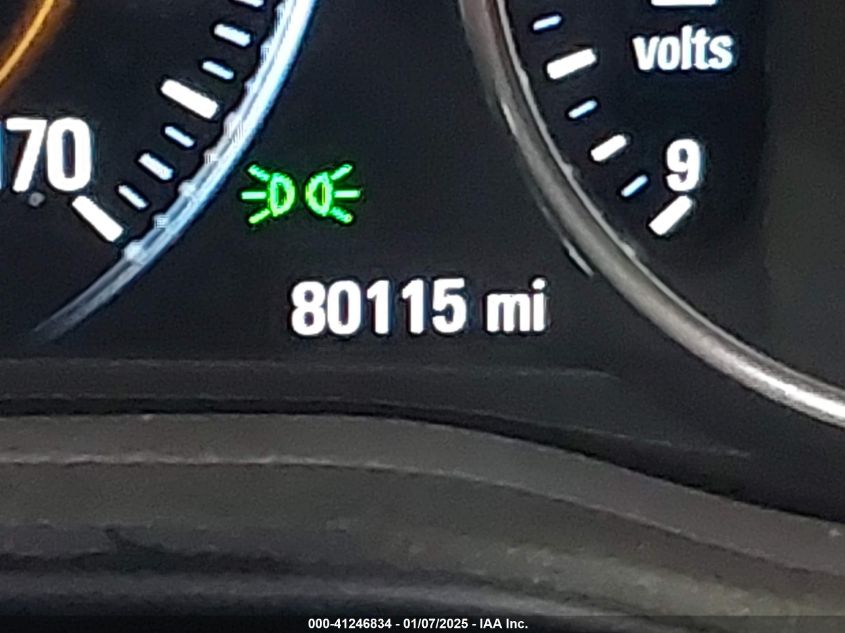 volts
170
9
80115 mi
000-41246834 - 01/07/2025 - IAA Inc.